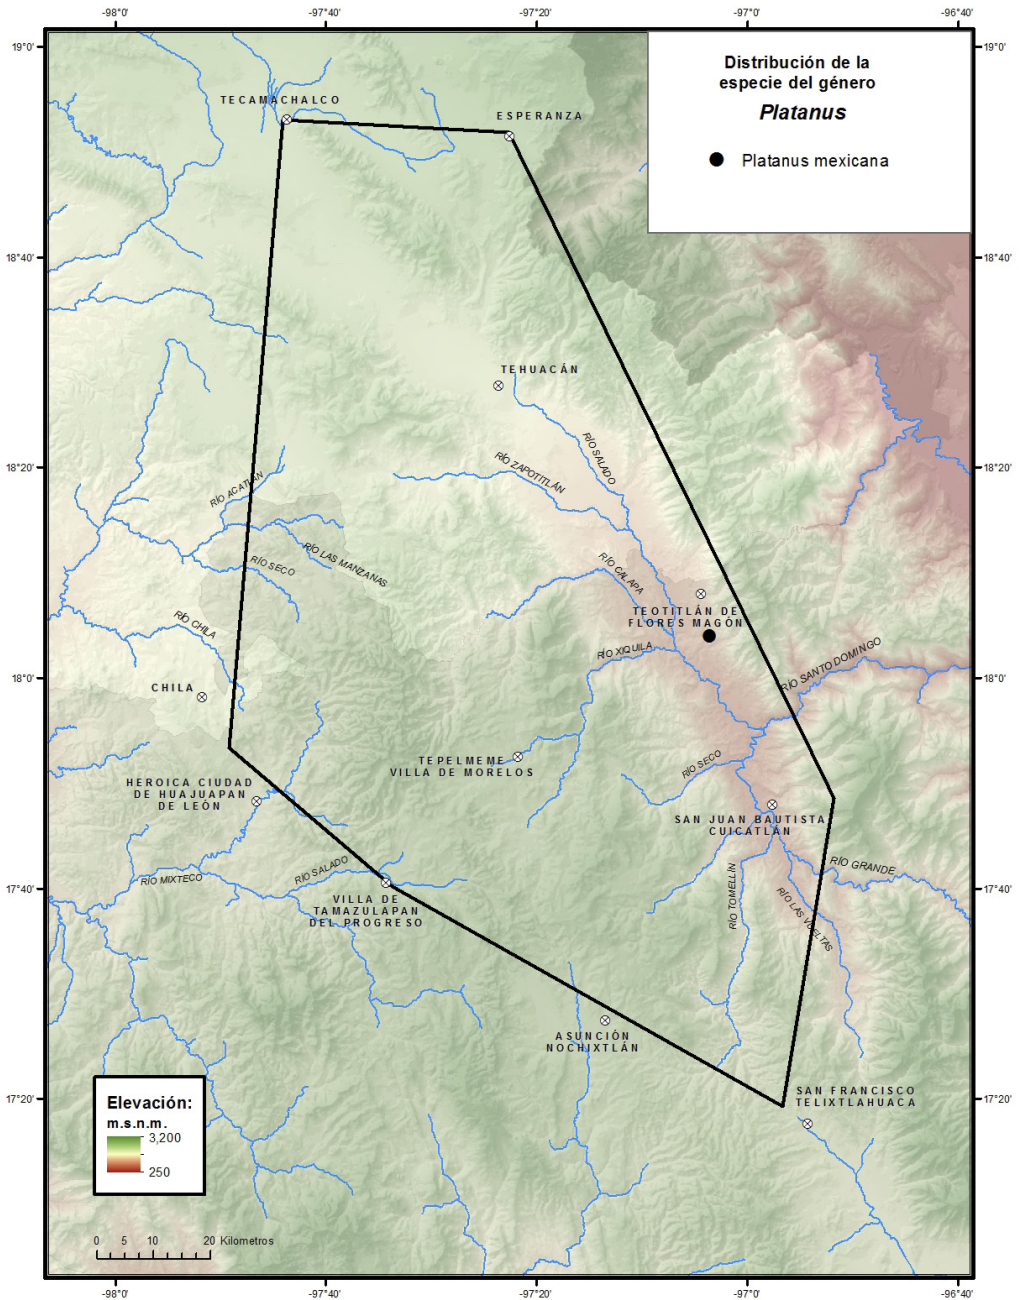 -98°0'
-97°40'
-97°20'
-97°0'
-96°40'
19°0'
19°0'
Distribución de la
especie del género
Platanus
Platanus mexicana
TECAMACHALCO
ESPERANZA
18°40'
18°40'
TEHUACÁN
RÍO SALADO
RÍO ZAPOTITLÁN
18°20'
18°20'
RÍO ACATLÁN
RÍO LAS MANZANAS
RÍO SECO
RÍO CALAPA
RÍO CHILA
TEOTITLÁN DE
FLORES MAGÓN
RÍO XIQUILA
RÍO SANTO DOMINGO
18°0'
18°0'
CHILA
TEPELMEME
VILLA DE MORELOS
RÍO SECO
HEROICA CIUDAD
DE HUAJUAPAN
DE LEÓN
SAN JUAN BAUTISTA
CUICATLÁN
RÍO GRANDE
RÍO SALADO
RÍO MIXTECO
RÍO TOMELLÍN
RÍO LAS VUELTAS
17°40'
17°40'
VILLA DE
TAMAZULAPAN
DEL PROGRESO
ASUNCIÓN
NOCHIXTLÁN
SAN FRANCISCO
TELIXTLAHUACA
17°20'
17°20'
Elevación:
m.s.n.m.
3,200
250
0 5 10 20 Kilometros
-98°0'
-97°40'
-97°20'
-97°0'
-96°40'